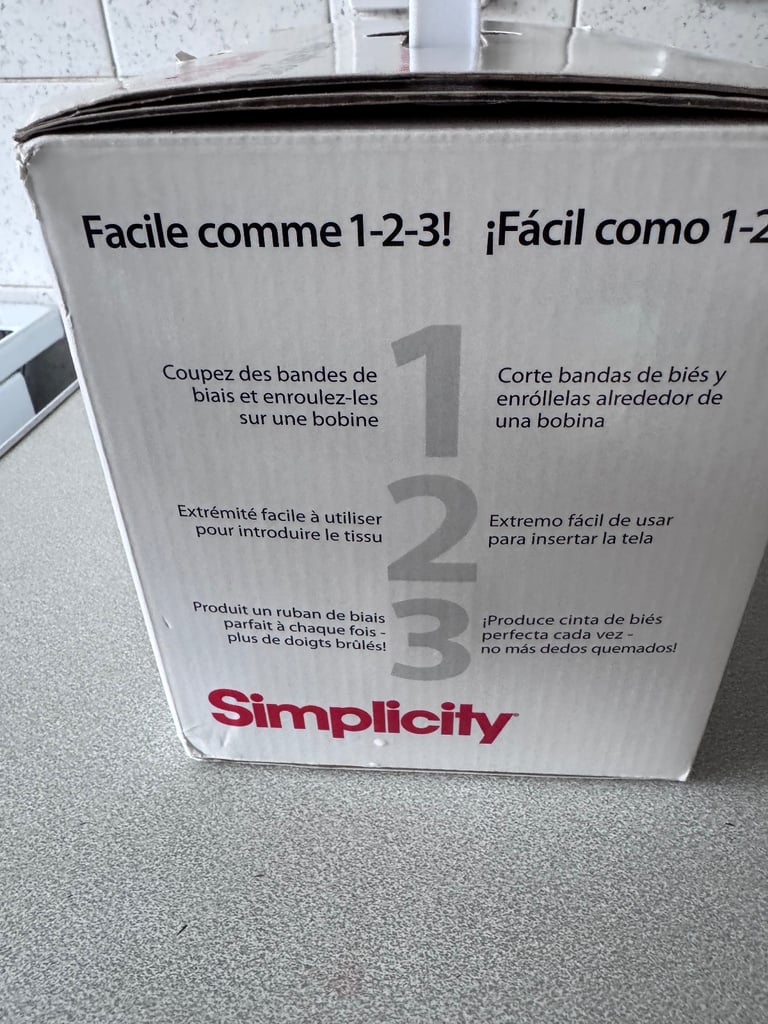 Facile comme 1-2-3!
¡Fácil como 1-2
1
Coupez des bandes de
biais et enroulez-les
sur une bobine
Corte bandas de biés y
enróllelas alrededor de
una bobina
2
Extrémité facile à utiliser
pour introduire le tissu
Extremo fácil de usar
para insertar la tela
3
Produit un ruban de biais
parfait à chaque fois -
plus de doigts brûlés!
¡Produce cinta de biés
perfecta cada vez -
no más dedos quemados!
Simplicity